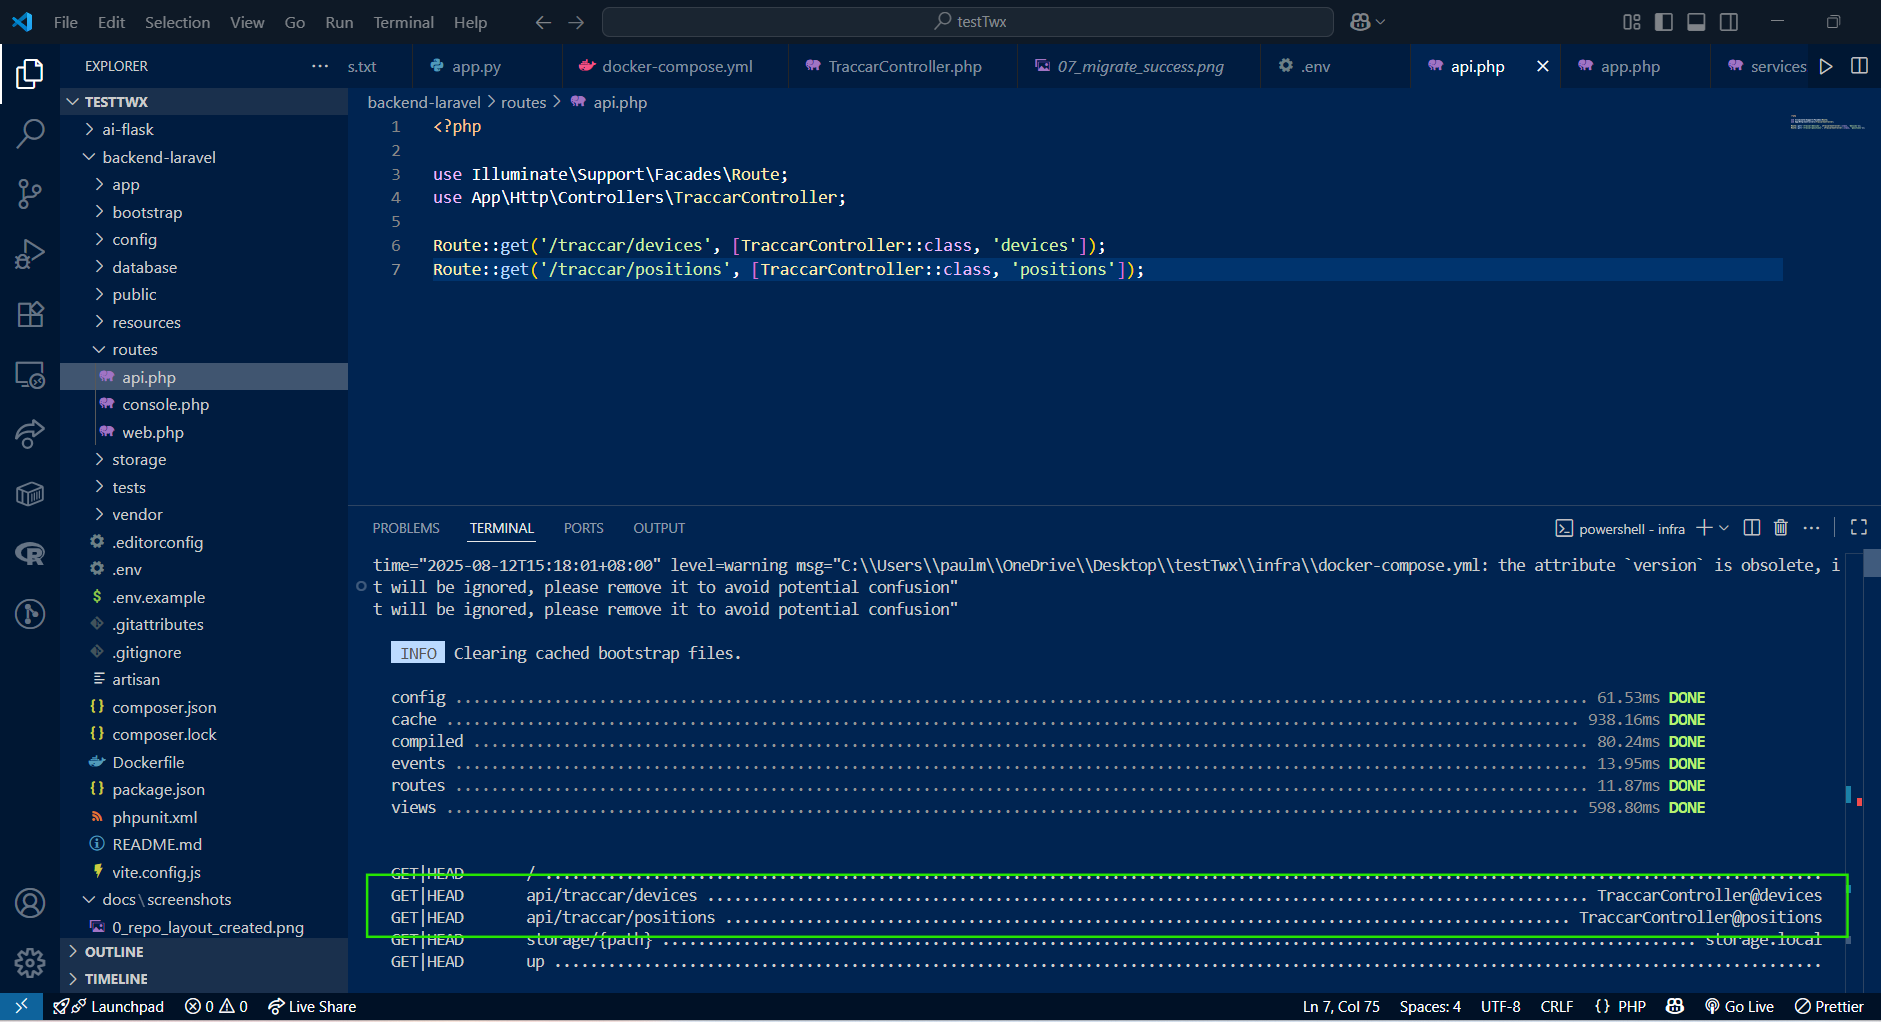 File Edit Selection View Go Run Terminal Help
testTwx
EXPLORER
s.txt
app.py
docker-compose.yml
TraccarController.php
07_migrate_success.png
.env
api.php
app.php
services
TESTTWX
ai-flask
backend-laravel
app
bootstrap
config
database
public
resources
routes
api.php
console.php
web.php
storage
tests
vendor
.editorconfig
.env
.env.example
.gitattributes
.gitignore
artisan
composer.json
composer.lock
Dockerfile
package.json
phpunit.xml
README.md
vite.config.js
docs\screenshots
0_repo_layout_created.png
OUTLINE
TIMELINE
backend-laravel > routes > api.php
1 <?php
2
3 use Illuminate\Support\Facades\Route;
4 use App\Http\Controllers\TraccarController;
5
6 Route::get('/traccar/devices', [TraccarController::class, 'devices']);
7 Route::get('/traccar/positions', [TraccarController::class, 'positions']);
PROBLEMS TERMINAL PORTS OUTPUT
powershell - infra
time="2025-08-12T15:18:01+08:00" level=warning msg="C:\\Users\\paulm\\OneDrive\\Desktop\\testTwx\\infra\\docker-compose.yml: the attribute `version` is obsolete, i
t will be ignored, please remove it to avoid potential confusion"
t will be ignored, please remove it to avoid potential confusion"
INFO Clearing cached bootstrap files.
config ........ 61.53ms DONE
cache ........ 938.16ms DONE
compiled ........ 80.24ms DONE
events ........ 13.95ms DONE
routes ........ 11.87ms DONE
views ........ 598.80ms DONE
GET|HEAD / ........
GET|HEAD api/traccar/devices ........ TraccarController@devices
GET|HEAD api/traccar/positions ........ TraccarController@positions
GET|HEAD storage/{path} ........ storage.local
GET|HEAD up ........
Launchpad 0 0 Live Share
Ln 7, Col 75 Spaces: 4 UTF-8 CRLF {} PHP Go Live Prettier